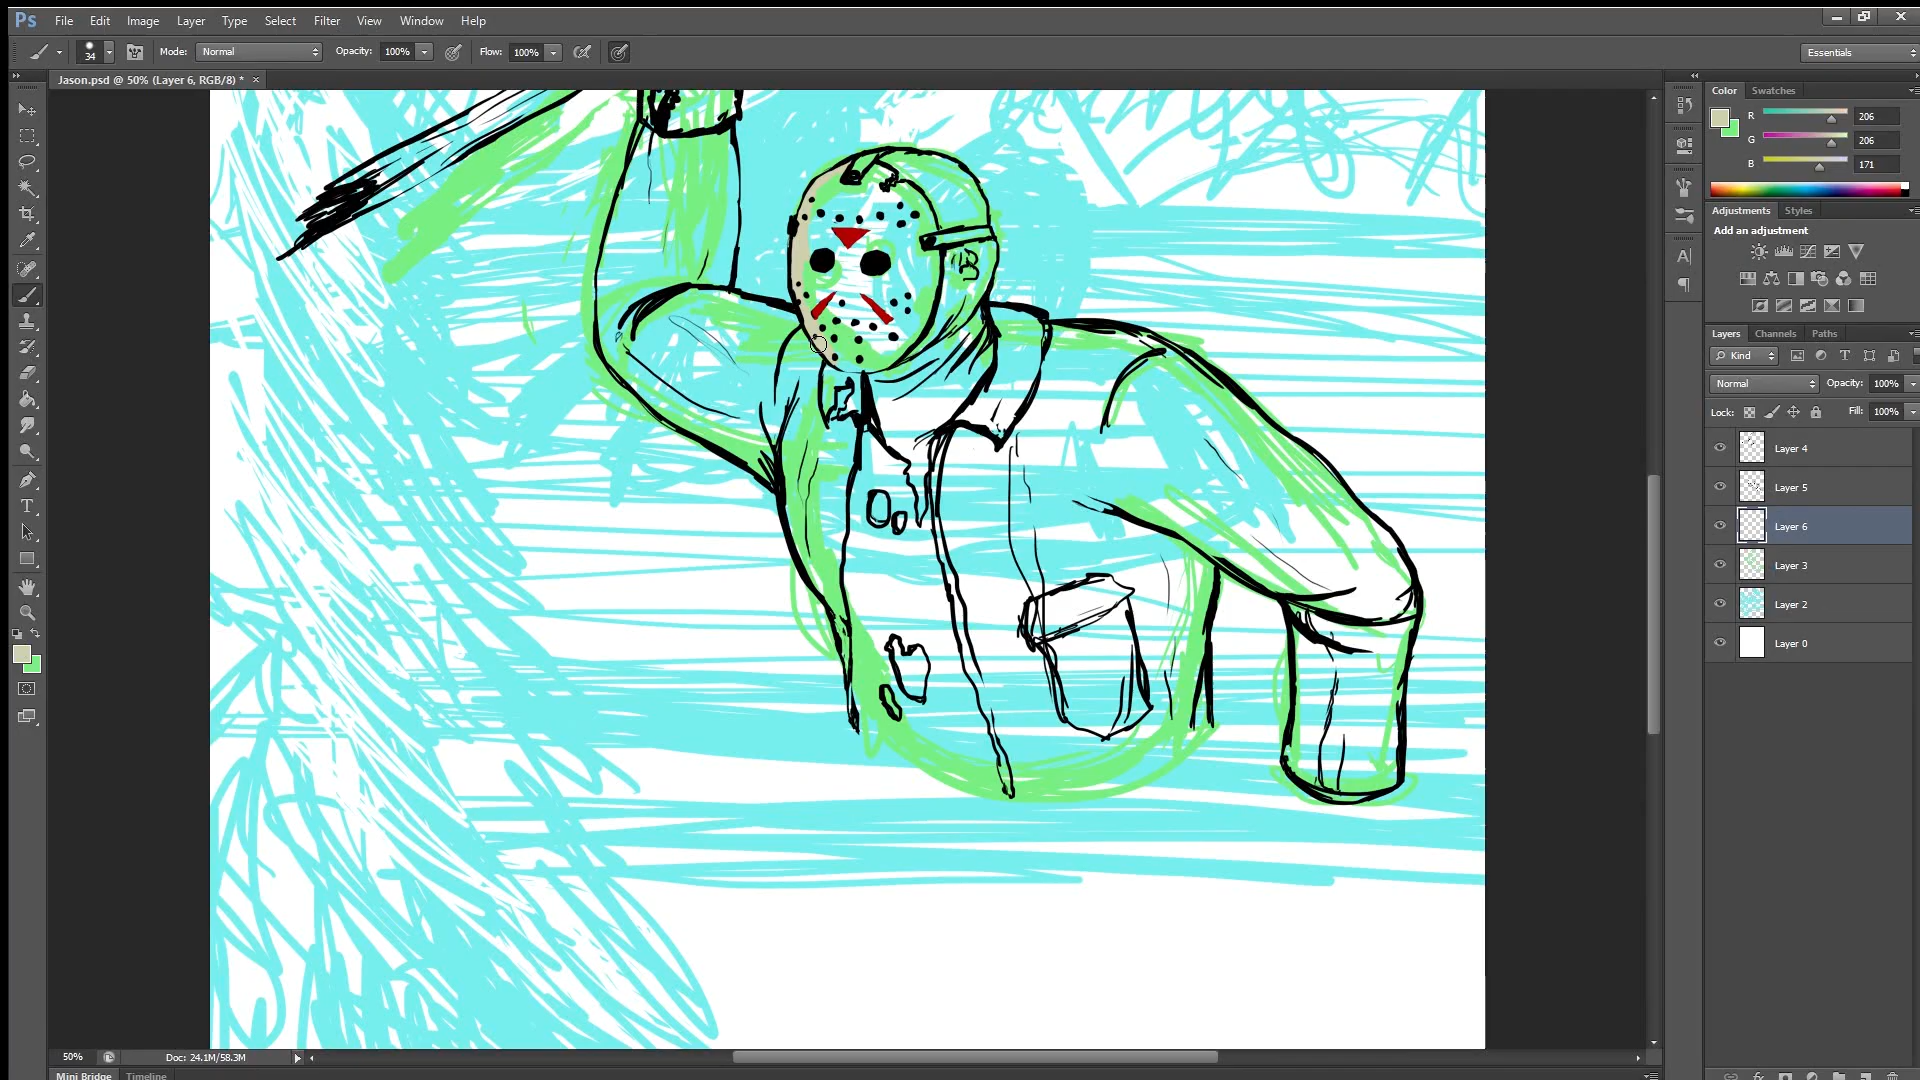 Ps File Edit Image Layer Type Select Filter View Window Help
34 Mode: Normal Opacity: 100% Flow: 100% Essentials
Jason.psd @ 50% (Layer 6, RGB/8) * ×
Color Swatches
R 206
G 206
B 171
Adjustments Styles
Add an adjustment
Layers Channels Paths
Kind
Normal Opacity: 100%
Lock: Fill: 100%
Layer 4
Layer 5
Layer 6
Layer 3
Layer 2
Layer 0
50% Doc: 24.1M/58.3M
Mini Bridge Timeline